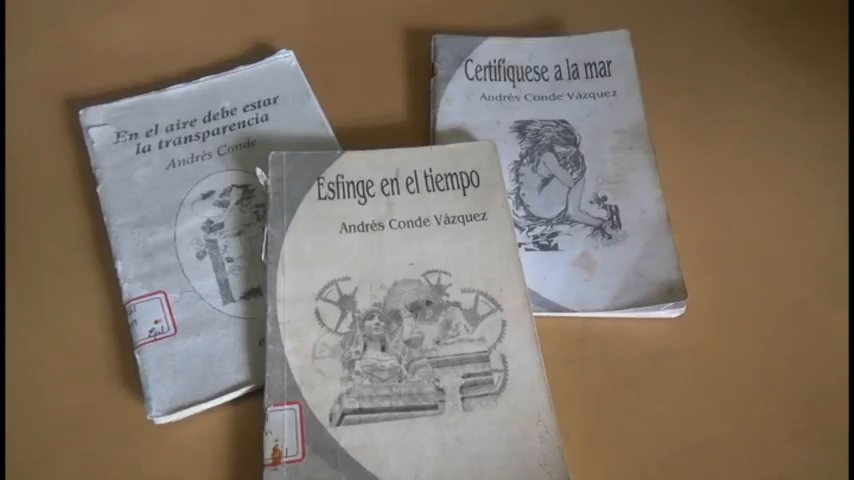 En el aire debe estar
la transparencia
Andrés Conde
Certifíquese a la mar
Andrés Conde Vázquez
Esfinge en el tiempo
Andrés Conde Vázquez